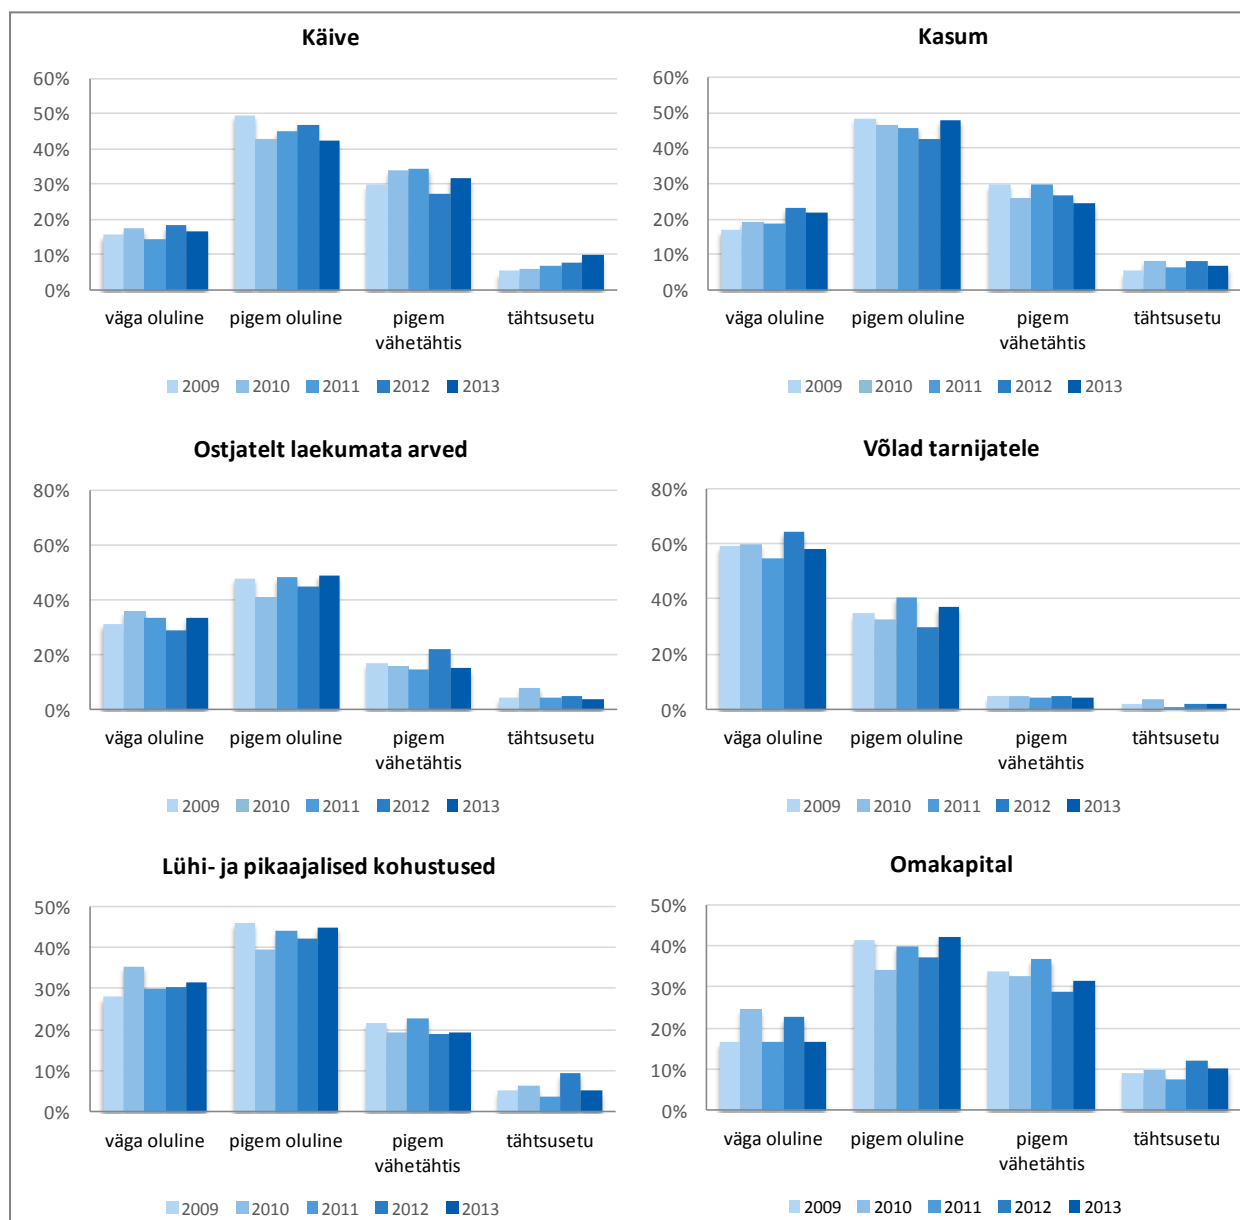 Käive
60%
50%
40%
30%
20%
10%
0%
väga oluline pigem oluline pigem vähetähtis tähtsusetu
2009 2010 2011 2012 2013
Kasum
60%
50%
40%
30%
20%
10%
0%
väga oluline pigem oluline pigem vähetähtis tähtsusetu
2009 2010 2011 2012 2013
Ostjatelt laekumata arved
80%
60%
40%
20%
0%
väga oluline pigem oluline pigem vähetähtis tähtsusetu
2009 2010 2011 2012 2013
Võlad tarnijatele
80%
60%
40%
20%
0%
väga oluline pigem oluline pigem vähetähtis tähtsusetu
2009 2010 2011 2012 2013
Lühi- ja pikaajalised kohustused
50%
40%
30%
20%
10%
0%
väga oluline pigem oluline pigem vähetähtis tähtsusetu
2009 2010 2011 2012 2013
Omakapital
50%
40%
30%
20%
10%
0%
väga oluline pigem oluline pigem vähetähtis tähtsusetu
2009 2010 2011 2012 2013